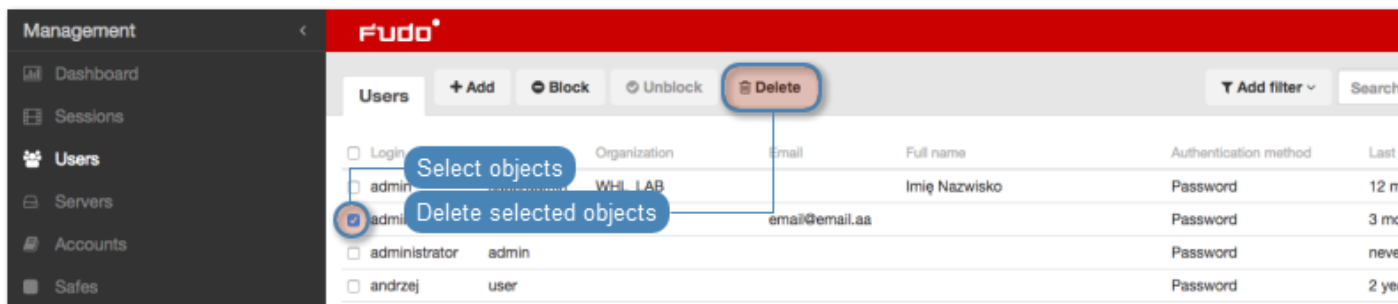 Management
Fudo
Dashboard
Users + Add Block Unblock Delete Add filter Search
Sessions
Users
Login Organization Email Full name Authentication method Last
Select objects
admin WHL_LAB Imię Nazwisko Password 12 m
Servers
Delete selected objects
email@email.aa Password 3 mo
Accounts
administrator admin Password neve
Safes
andrzej user Password 2 ye